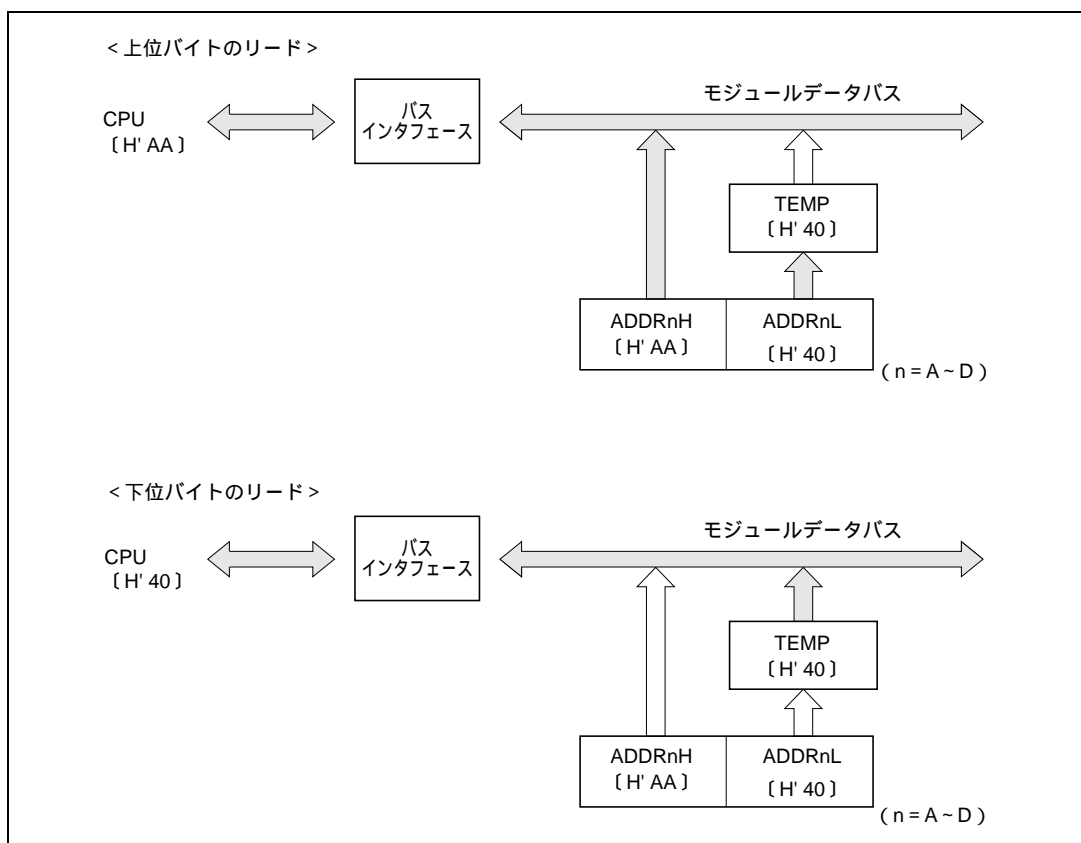 <上位バイトのリード>
モジュールデータバス
CPU
〔H' AA〕
バス
インタフェース
TEMP
〔H' 40〕
ADDRnH
〔H' AA〕
ADDRnL
〔H' 40〕
(n = A ~ D)
<下位バイトのリード>
モジュールデータバス
CPU
〔H' 40〕
バス
インタフェース
TEMP
〔H' 40〕
ADDRnH
〔H' AA〕
ADDRnL
〔H' 40〕
(n = A ~ D)